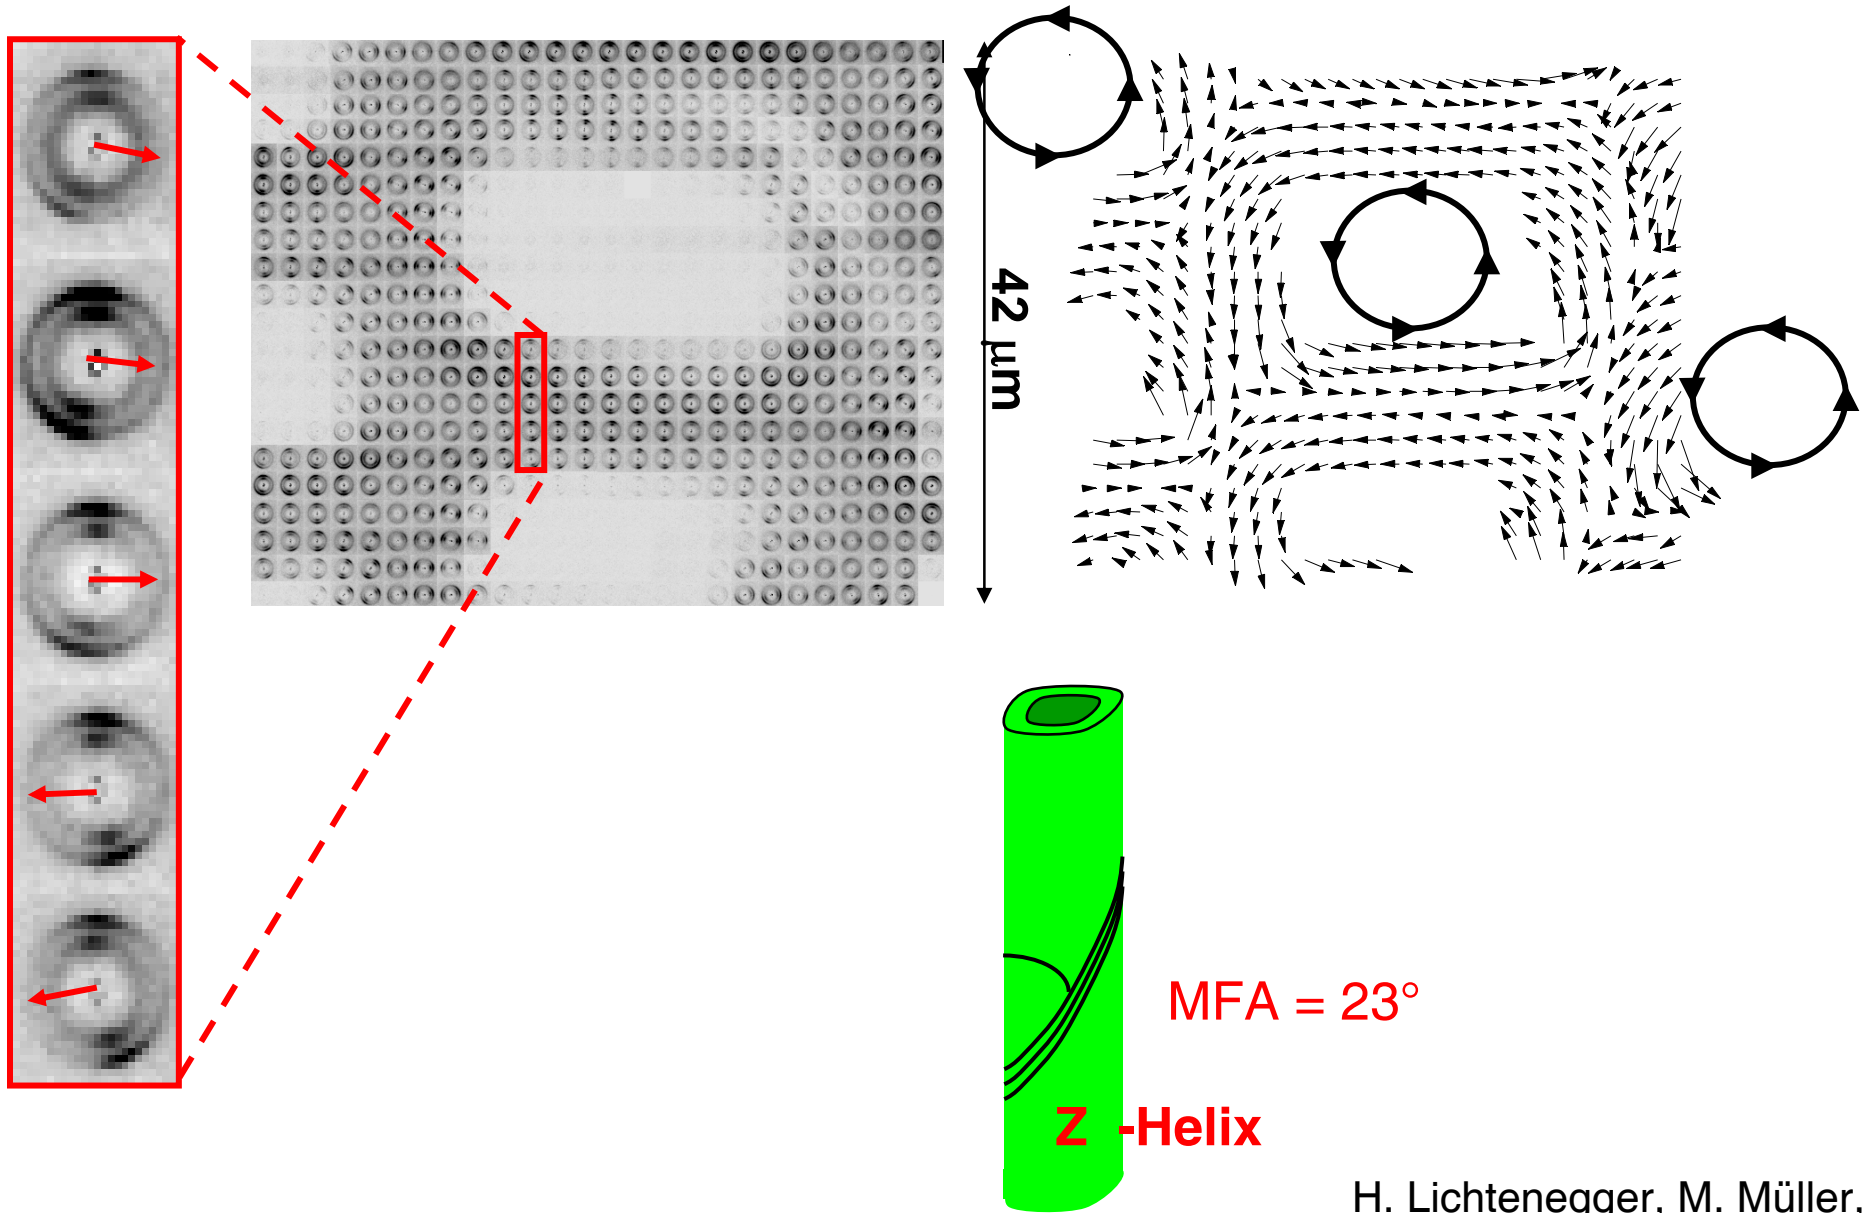 42 µm
MFA = 23°
Z -Helix
H. Lichtenegger, M. Müller,